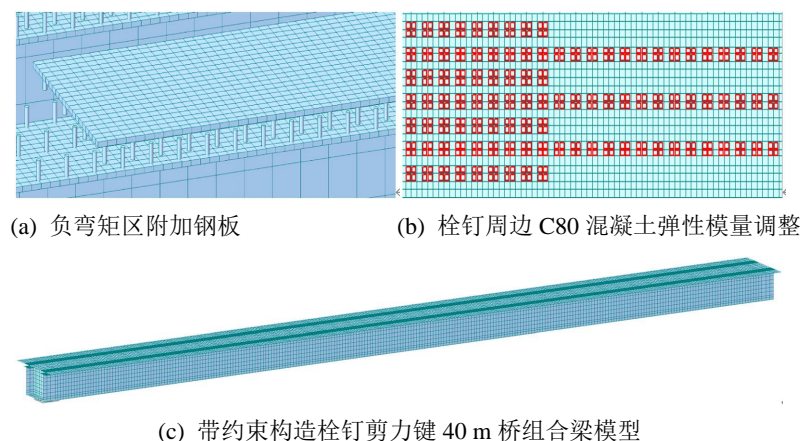 (a) 负弯矩区附加钢板
(b) 栓钉周边 C80 混凝土弹性模量调整
(c) 带约束构造栓钉剪力键 40 m 桥组合梁模型